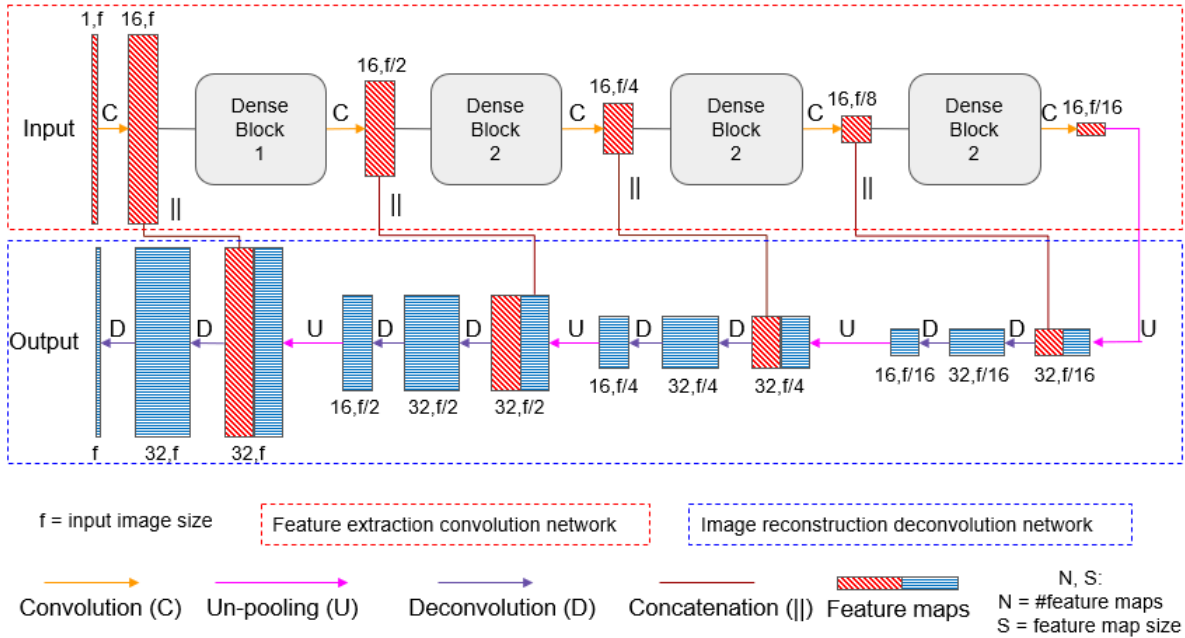 1,f
16,f
16,f/2
16,f/4
16,f/8
16,f/16
Input
C
Dense
Block
1
C
Dense
Block
2
C
Dense
Block
2
C
Dense
Block
2
C
||
||
||
||
Output
D
D
U
D
D
U
D
D
U
D
D
U
f
32,f
32,f
16,f/2
32,f/2
32,f/2
16,f/4
32,f/4
32,f/4
16,f/16
32,f/16
32,f/16
f = input image size
Feature extraction convolution network
Image reconstruction deconvolution network
Convolution (C)
Un-pooling (U)
Deconvolution (D)
Concatenation (||)
Feature maps
N, S:
N = #feature maps
S = feature map size